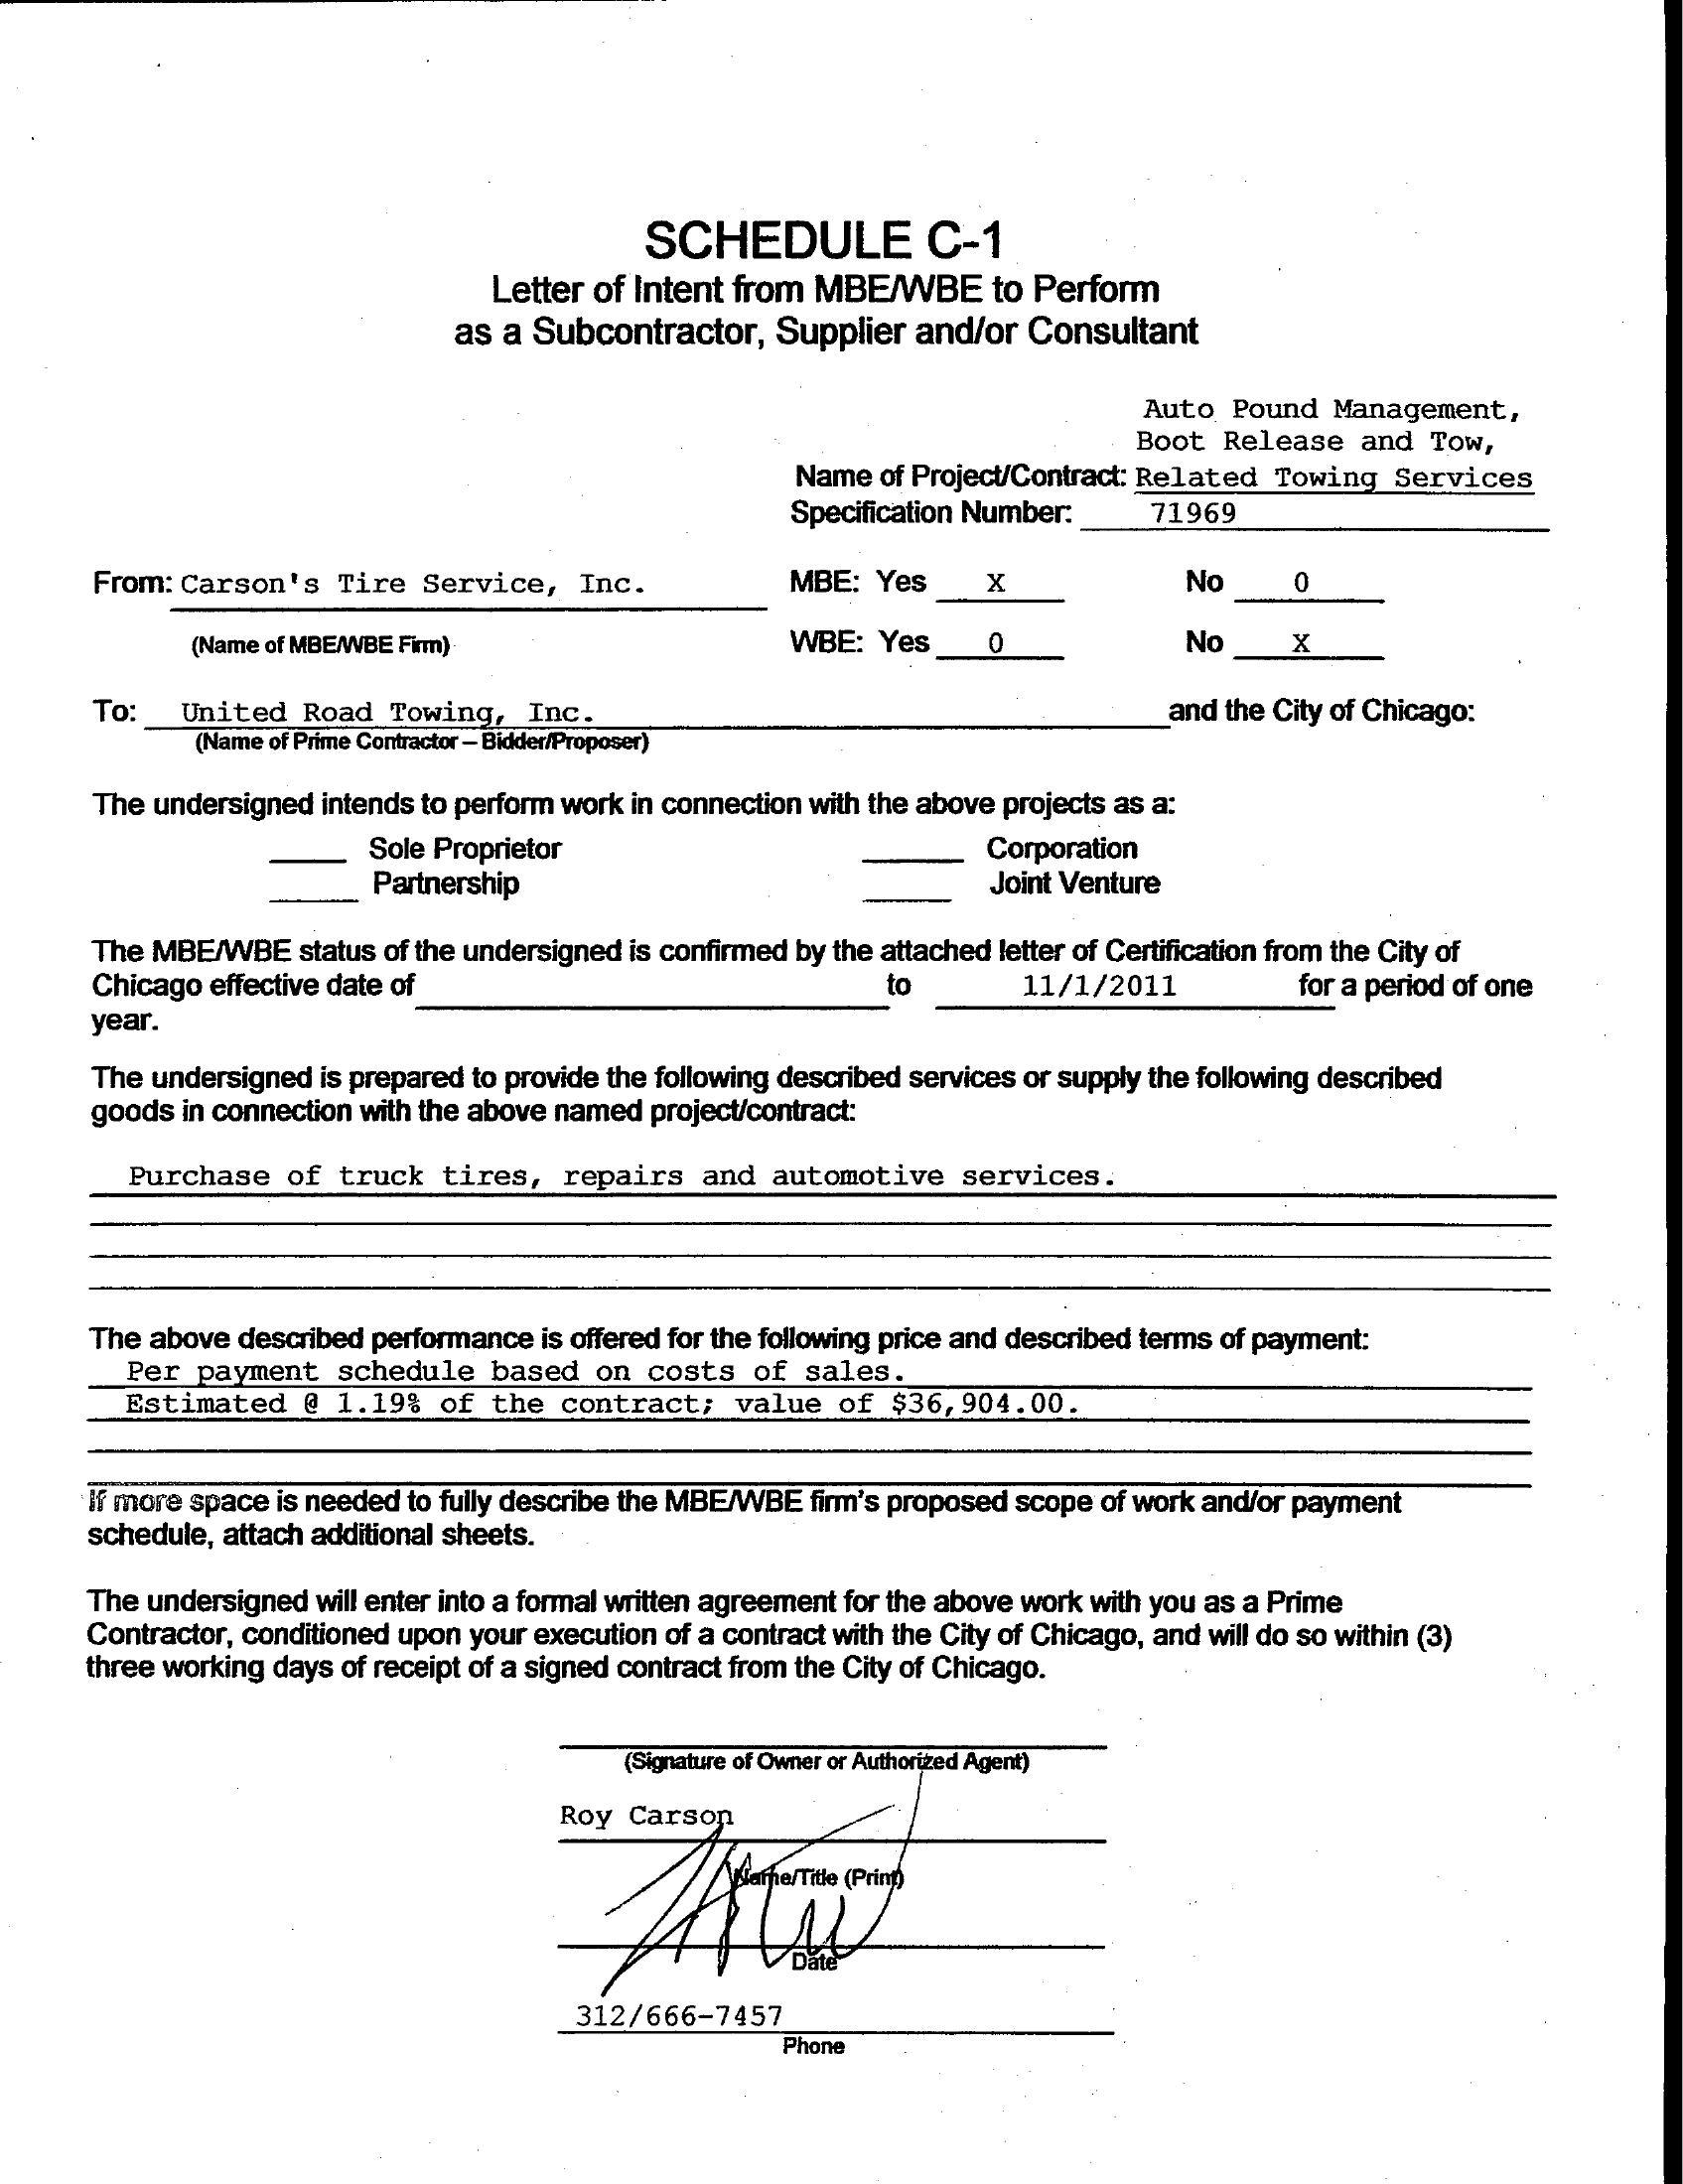 SCHEDULE C-1
Letter of Intent from MBE/WBE to Perform
as a Subcontractor, Supplier and/or Consultant
Auto Pound Management,
Boot Release and Tow,
Name of Project/Contract: Related Towing Services
Specification Number: 71969
From: Carson's Tire Service, Inc. MBE: Yes X No 0
(Name of MBE/WBE Firm) WBE: Yes 0 No X
To: United Road Towing, Inc. and the City of Chicago:
(Name of Prime Contractor – Bidder/Proposer)
The undersigned intends to perform work in connection with the above projects as a:
Sole Proprietor Corporation
Partnership Joint Venture
The MBE/WBE status of the undersigned is confirmed by the attached letter of Certification from the City of
Chicago effective date of to 11/1/2011 for a period of one
year.
The undersigned is prepared to provide the following described services or supply the following described
goods in connection with the above named project/contract:
Purchase of truck tires, repairs and automotive services.
The above described performance is offered for the following price and described terms of payment:
Per payment schedule based on costs of sales.
Estimated @ 1.19% of the contract; value of $36,904.00.
If more space is needed to fully describe the MBE/WBE firm's proposed scope of work and/or payment
schedule, attach additional sheets.
The undersigned will enter into a formal written agreement for the above work with you as a Prime
Contractor, conditioned upon your execution of a contract with the City of Chicago, and will do so within (3)
three working days of receipt of a signed contract from the City of Chicago.
(Signature of Owner or Authorized Agent)
Roy Carson
Name/Title (Print)
Date
312/666-7457
Phone